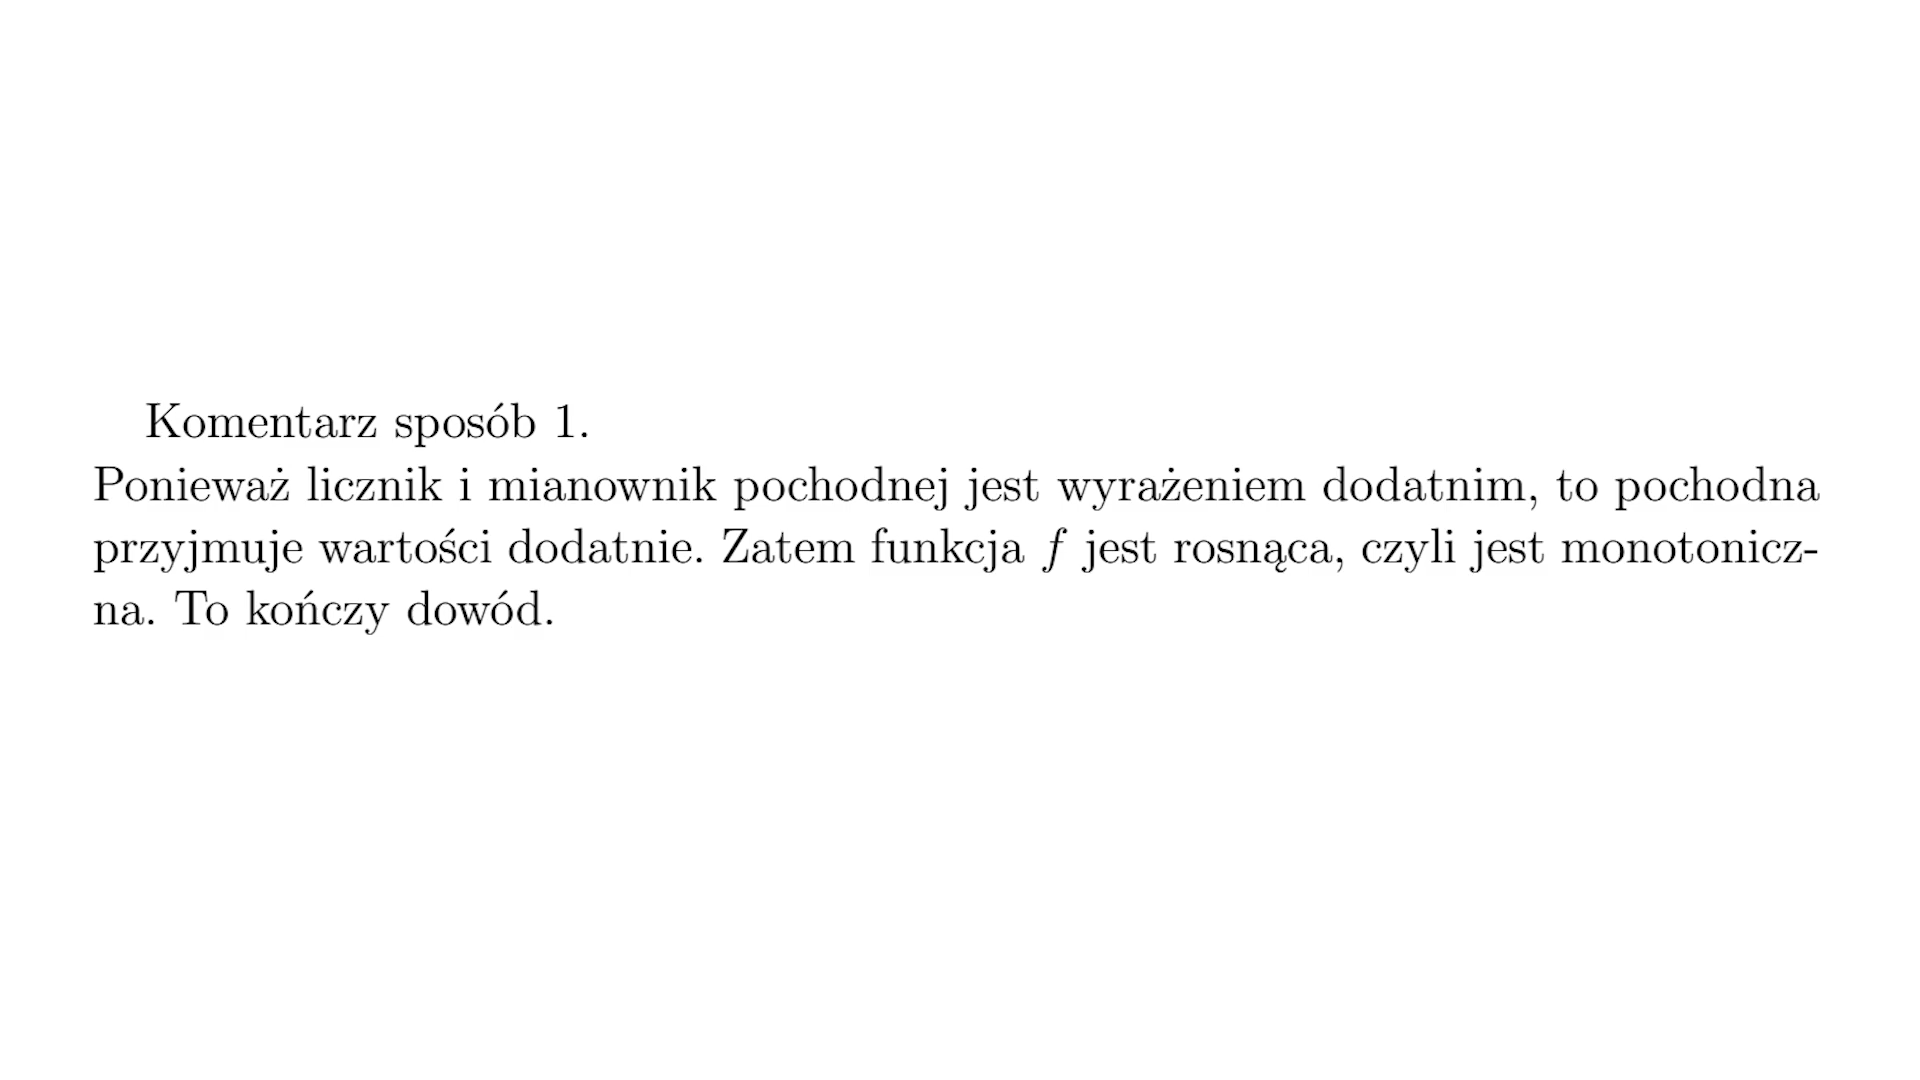 Komentarz sposób 1.
Ponieważ licznik i mianownik pochodnej jest wyrażeniem dodatnim, to pochodna
przyjmuje wartości dodatnie. Zatem funkcja f jest rosnąca, czyli jest monotonicz-
na. To kończy dowód.